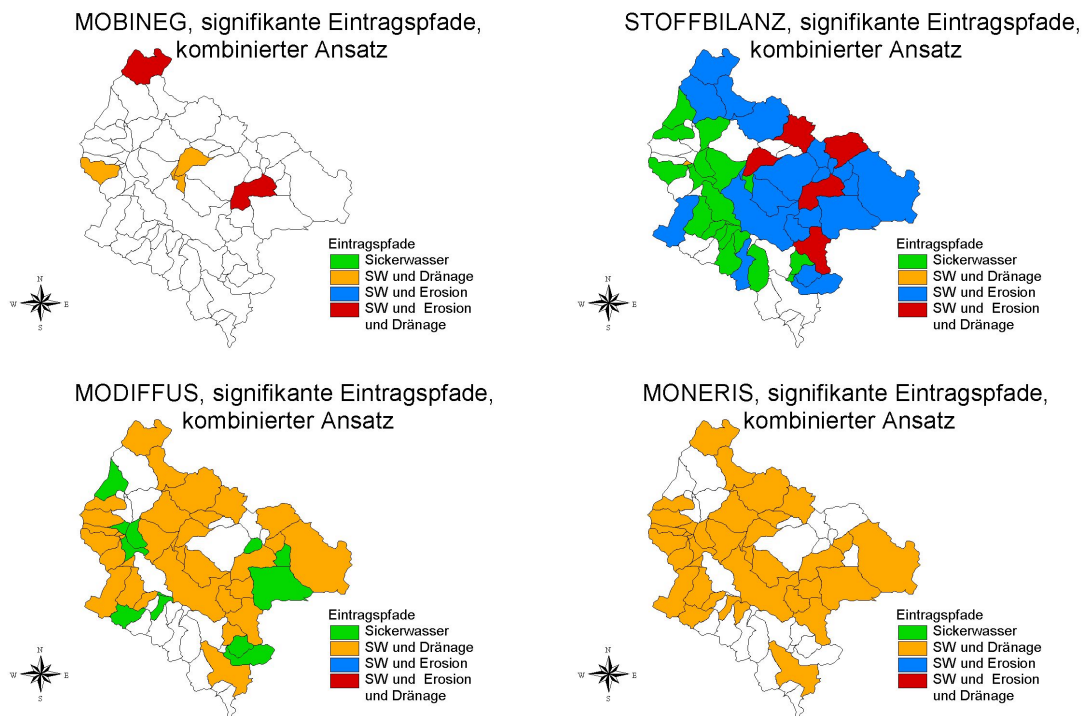 MOBINEG, signifikante Eintragspfade,
kombinierter Ansatz
Eintragspfade
Sickerwasser
SW und Dränage
SW und Erosion
SW und  Erosion
und Dränage
N
W
E
S
STOFFBILANZ, signifikante Eintragspfade,
kombinierter Ansatz
Eintragspfade
Sickerwasser
SW und Dränage
SW und Erosion
SW und  Erosion
und Dränage
N
W
E
S
MODIFFUS, signifikante Eintragspfade,
kombinierter Ansatz
Eintragspfade
Sickerwasser
SW und Dränage
SW und Erosion
SW und  Erosion
und Dränage
N
W
E
S
MONERIS, signifikante Eintragspfade,
kombinierter Ansatz
Eintragspfade
Sickerwasser
SW und Dränage
SW und Erosion
SW und  Erosion
und Dränage
N
W
E
S